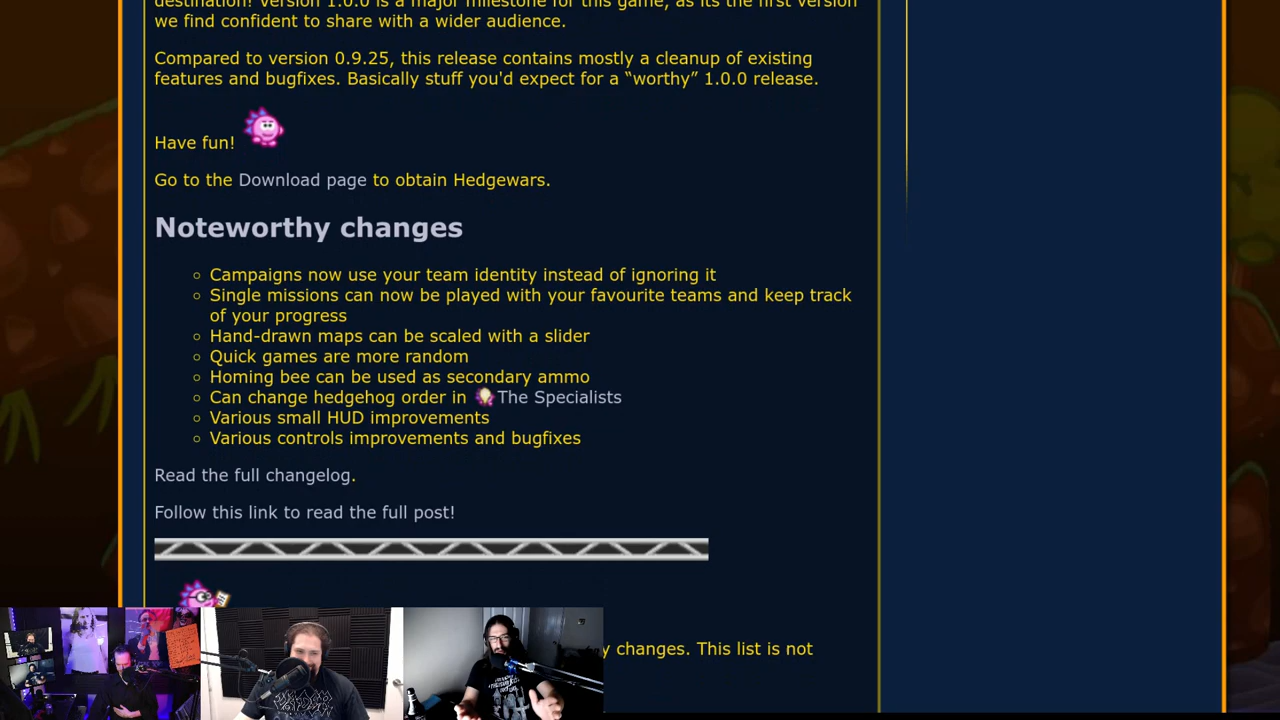 destination! Version 1.0.0 is a major milestone for this game, as its the first version
we find confident to share with a wider audience.
Compared to version 0.9.25, this release contains mostly a cleanup of existing
features and bugfixes. Basically stuff you'd expect for a “worthy” 1.0.0 release.
Have fun!
Go to the Download page to obtain Hedgewars.
Noteworthy changes
Campaigns now use your team identity instead of ignoring it
Single missions can now be played with your favourite teams and keep track
of your progress
Hand-drawn maps can be scaled with a slider
Quick games are more random
Homing bee can be used as secondary ammo
Can change hedgehog order in The Specialists
Various small HUD improvements
Various controls improvements and bugfixes
Read the full changelog.
Follow this link to read the full post!
y changes. This list is not